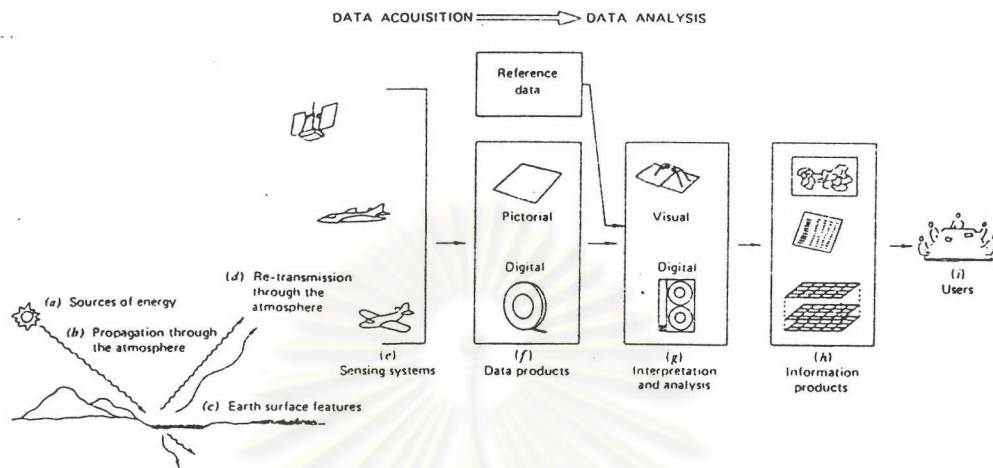 DATA ACQUISITION DATA ANALYSIS
Reference
data
Pictorial
Visual
(d) Re-transmission
through the
atmosphere
Digital
Digital
(a) Sources of energy
(b) Propagation through
the atmosphere
(c) Earth surface features
(e)
Sensing systems
(f)
Data products
(g)
Interpretation
and analysis
(h)
Information
products
(i)
Users